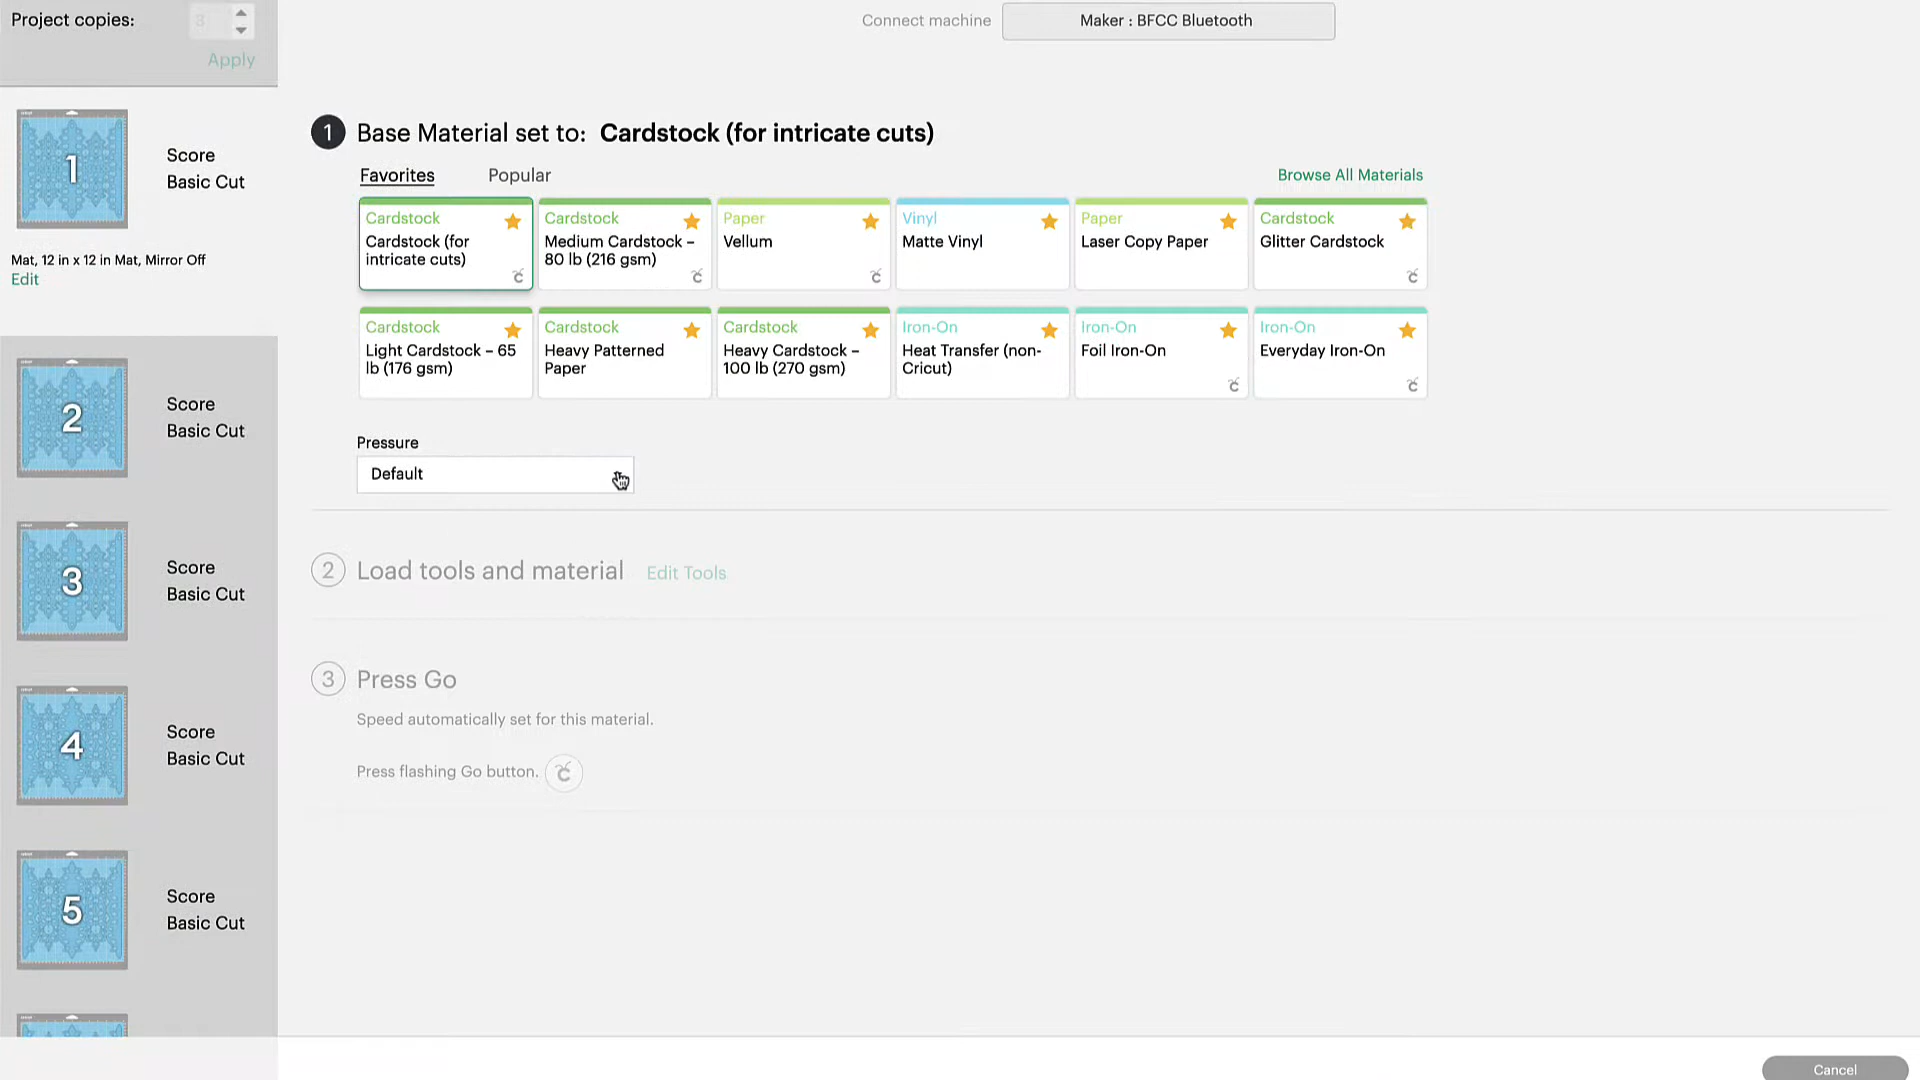 Project copies: 3
Apply
Connect machine Maker : BFCC Bluetooth
1 Score
Basic Cut
Mat, 12 in x 12 in Mat, Mirror Off
Edit
2 Score
Basic Cut
3 Score
Basic Cut
4 Score
Basic Cut
5 Score
Basic Cut
1 Base Material set to: Cardstock (for intricate cuts)
Favorites Popular Browse All Materials
Cardstock
Cardstock (for
intricate cuts)
Cardstock
Medium Cardstock –
80 lb (216 gsm)
Paper
Vellum
Vinyl
Matte Vinyl
Paper
Laser Copy Paper
Cardstock
Glitter Cardstock
Cardstock
Light Cardstock – 65
lb (176 gsm)
Cardstock
Heavy Patterned
Paper
Cardstock
Heavy Cardstock –
100 lb (270 gsm)
Iron-On
Heat Transfer (non-
Cricut)
Iron-On
Foil Iron-On
Iron-On
Everyday Iron-On
Pressure
Default
2 Load tools and material Edit Tools
3 Press Go
Speed automatically set for this material.
Press flashing Go button.
Cancel